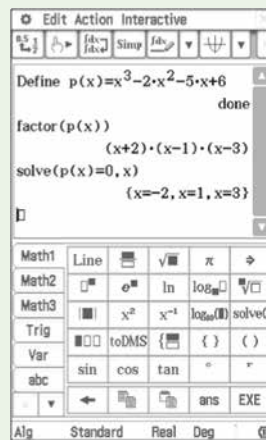 Edit Action Interactive
Simp
Define p(x)=x³-2·x²-5·x+6
done
factor(p(x))
(x+2)·(x-1)·(x-3)
solve(p(x)=0,x)
{x=-2,x=1,x=3}
Math1 Line √■ π ⇒
Math2 e■ ln log■□ ■√□
Math3 |■| x² x⁻¹ log₁₀(■) solve(
Trig toDMS { } ( )
Var sin cos tan ° r
abc
ans EXE
Alg Standard Real Deg